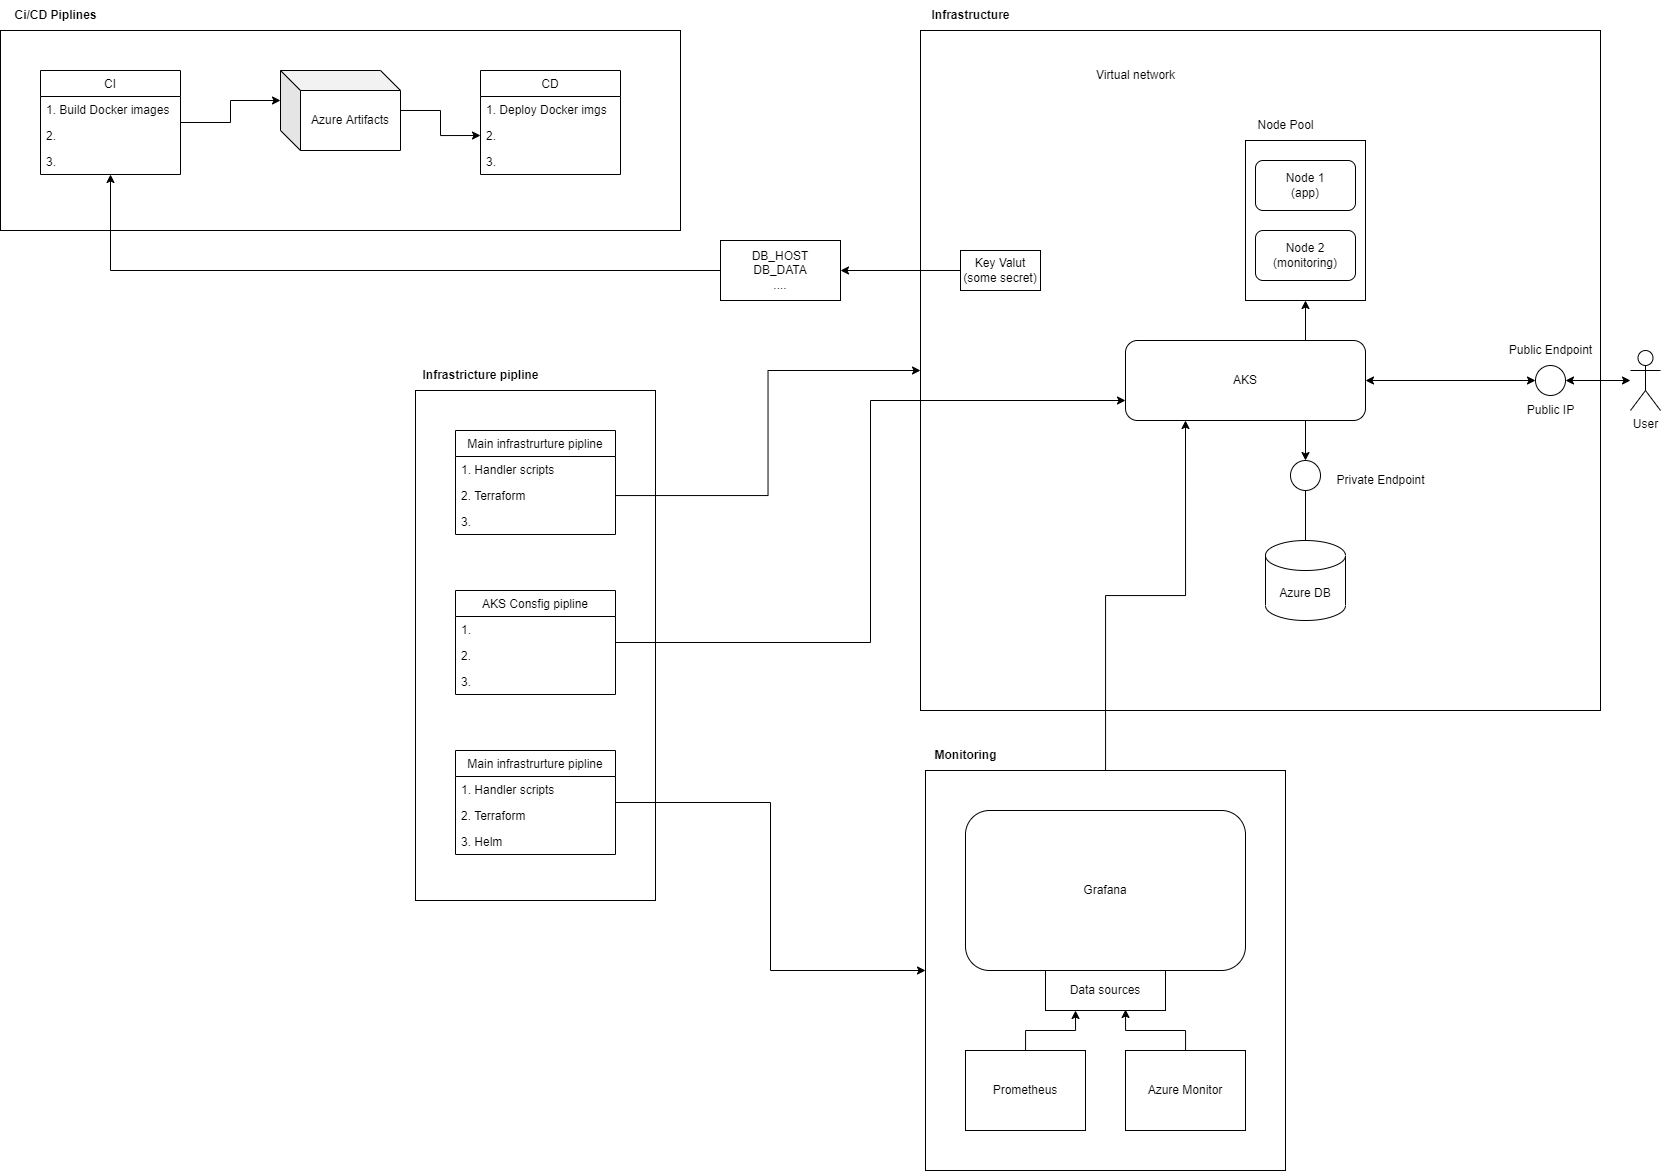 Ci/CD Piplines
CI
1. Build Docker images
2.
3.
Azure Artifacts
CD
1. Deploy Docker imgs
2.
3.
DB_HOST
DB_DATA
....
Infrastructure
Virtual network
Node Pool
Node 1
(app)
Node 2
(monitoring)
Key Valut
(some secret)
AKS
Public Endpoint
Public IP
User
Private Endpoint
Azure DB
Infrastricture pipline
Main infrastrurture pipline
1. Handler scripts
2. Terraform
3.
AKS Consfig pipline
1.
2.
3.
Main infrastrurture pipline
1. Handler scripts
2. Terraform
3. Helm
Monitoring
Grafana
Data sources
Prometheus
Azure Monitor